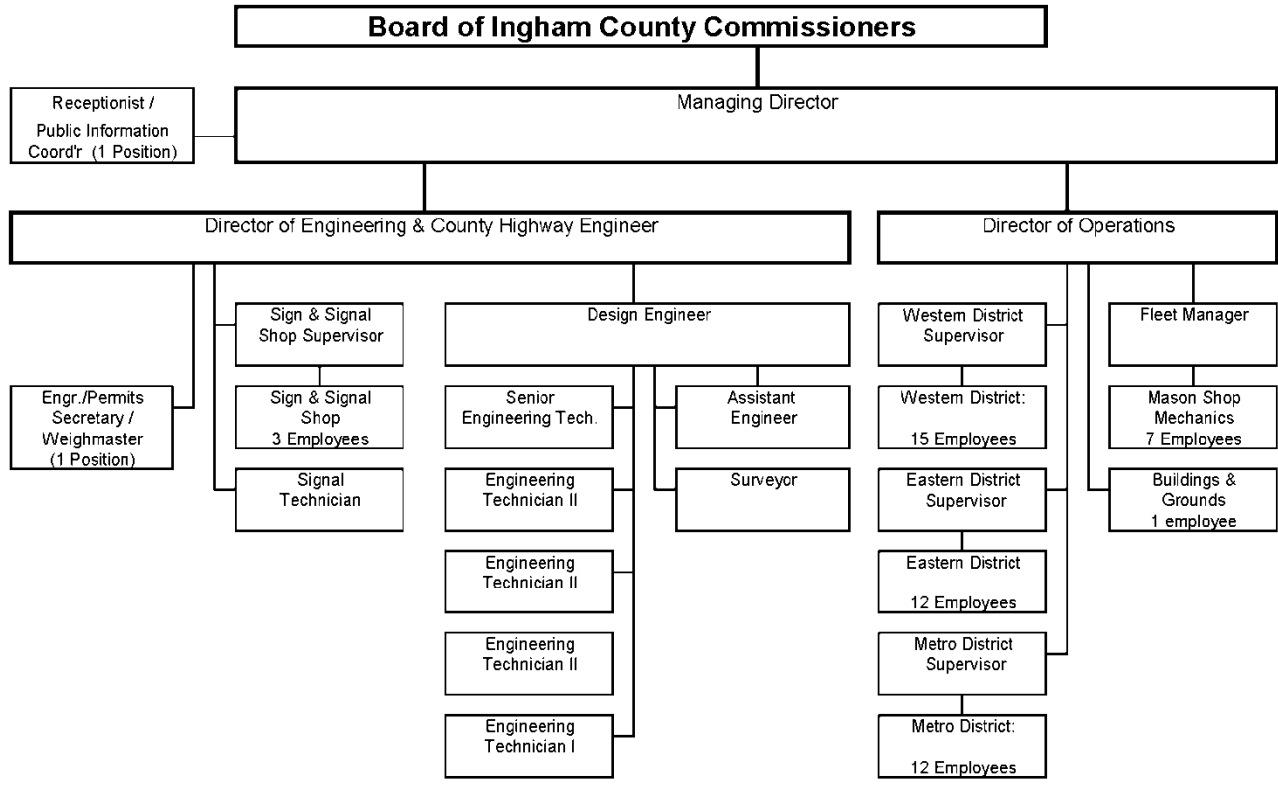 Board of Ingham County Commissioners
Receptionist /
Public Information
Coord'r (1 Position)
Managing Director
Director of Engineering & County Highway Engineer
Director of Operations
Sign & Signal
Shop Supervisor
Design Engineer
Western District
Supervisor
Fleet Manager
Engr./Permits
Secretary /
Weighmaster
(1 Position)
Sign & Signal
Shop
3 Employees
Senior
Engineering Tech.
Assistant
Engineer
Western District:
15 Employees
Mason Shop
Mechanics
7 Employees
Signal
Technician
Engineering
Technician II
Surveyor
Eastern District
Supervisor
Buildings &
Grounds
1 employee
Engineering
Technician II
Eastern District
12 Employees
Engineering
Technician II
Metro District
Supervisor
Engineering
Technician I
Metro District:
12 Employees